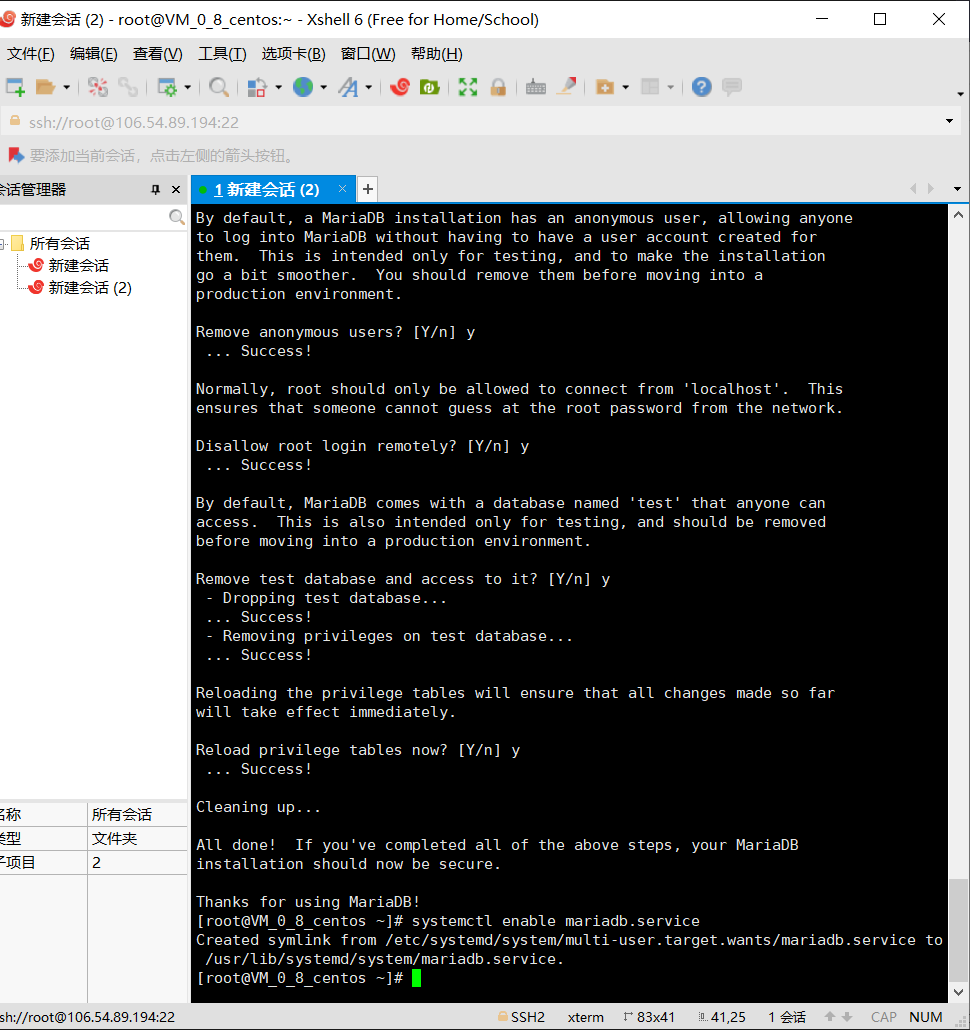 新建会话 (2) - root@VM_0_8_centos:~ - Xshell 6 (Free for Home/School)
文件(F) 编辑(E) 查看(V) 工具(T) 选项卡(B) 窗口(W) 帮助(H)
ssh://root@106.54.89.194:22
要添加当前会话，点击左侧的箭头按钮。
会话管理器
1 新建会话 (2)
所有会话
新建会话
新建会话 (2)
名称 所有会话
类型 文件夹
子项目 2
By default, a MariaDB installation has an anonymous user, allowing anyone
to log into MariaDB without having to have a user account created for
them.  This is intended only for testing, and to make the installation
go a bit smoother.  You should remove them before moving into a
production environment.
Remove anonymous users? [Y/n] y
 ... Success!
Normally, root should only be allowed to connect from 'localhost'.  This
ensures that someone cannot guess at the root password from the network.
Disallow root login remotely? [Y/n] y
 ... Success!
By default, MariaDB comes with a database named 'test' that anyone can
access.  This is also intended only for testing, and should be removed
before moving into a production environment.
Remove test database and access to it? [Y/n] y
 - Dropping test database...
 ... Success!
 - Removing privileges on test database...
 ... Success!
Reloading the privilege tables will ensure that all changes made so far
will take effect immediately.
Reload privilege tables now? [Y/n] y
 ... Success!
Cleaning up...
All done!  If you've completed all of the above steps, your MariaDB
installation should now be secure.
Thanks for using MariaDB!
[root@VM_0_8_centos ~]# systemctl enable mariadb.service
Created symlink from /etc/systemd/system/multi-user.target.wants/mariadb.service to
 /usr/lib/systemd/system/mariadb.service.
[root@VM_0_8_centos ~]#
sh://root@106.54.89.194:22 SSH2 xterm 83x41 41,25 1 会话 CAP NUM